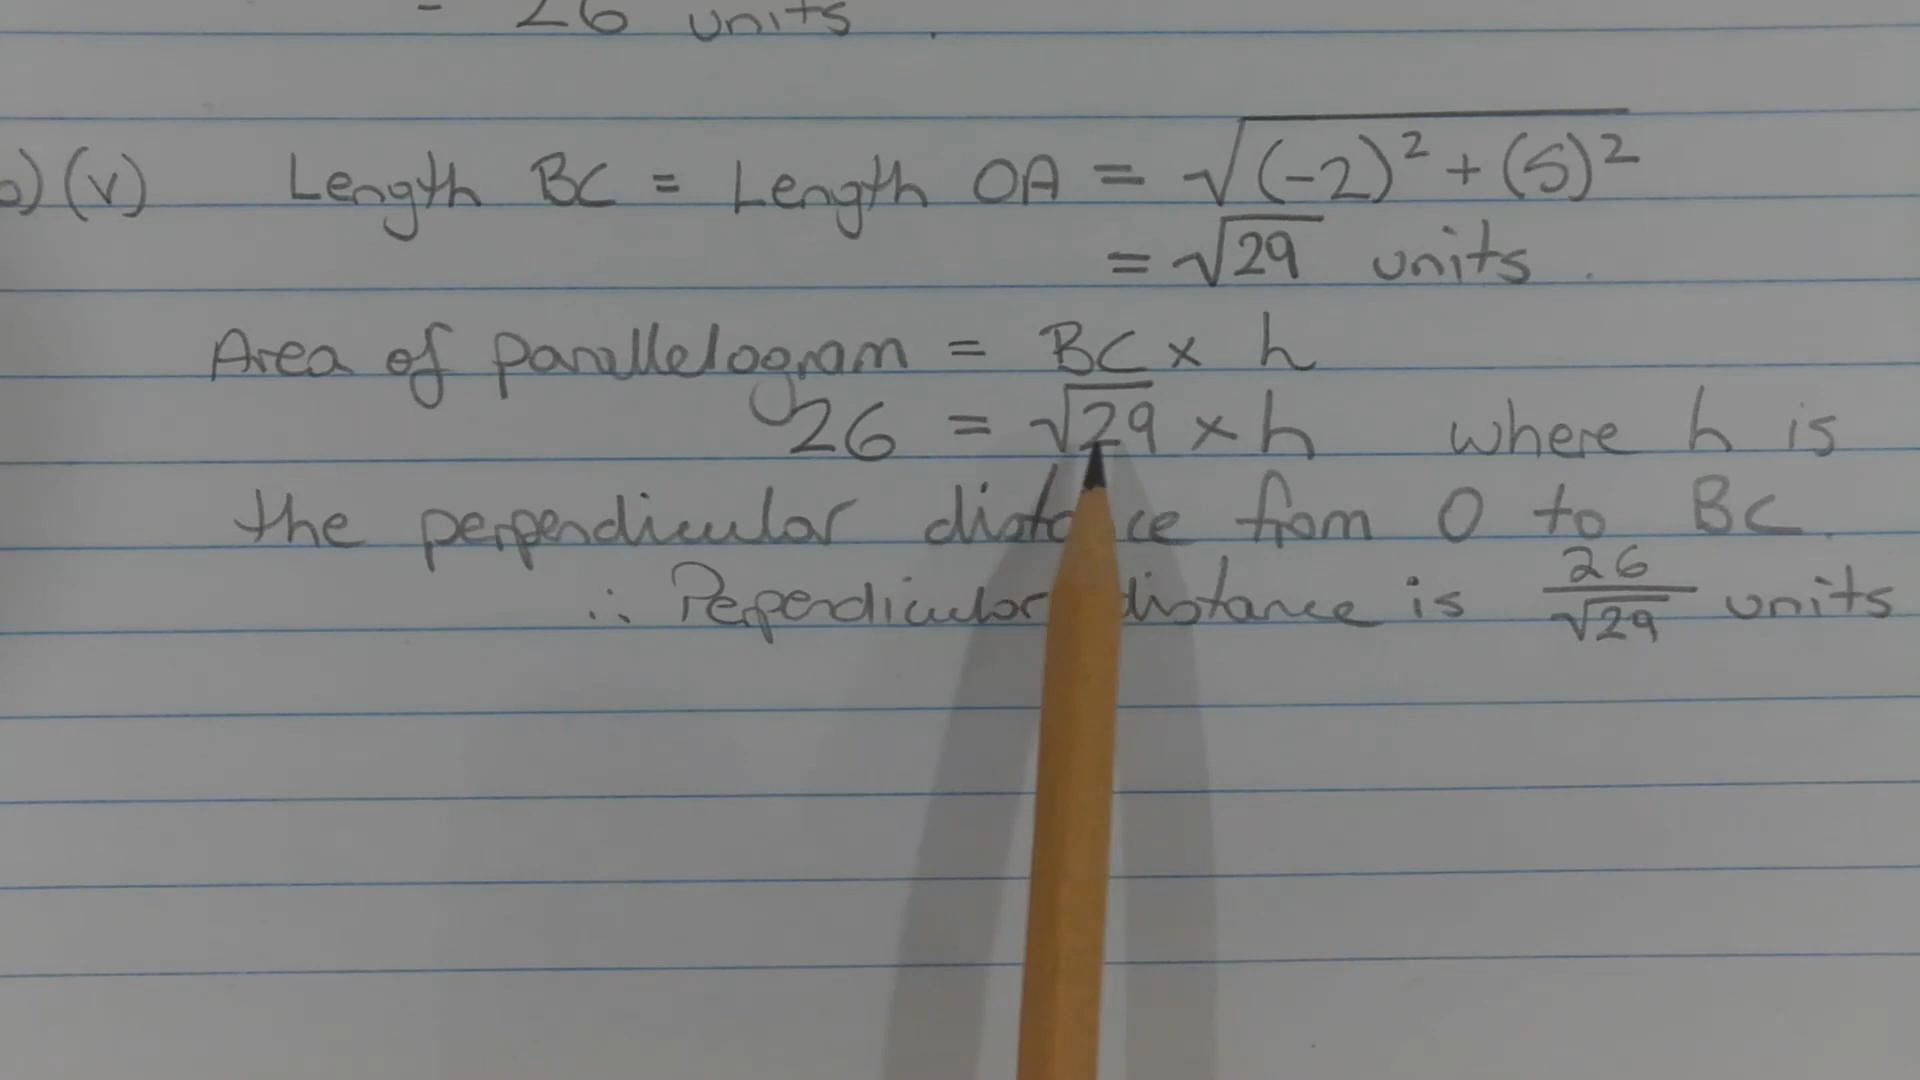 = 26 units.
b)(v) Length BC = Length OA = √((-2)² + (5)²)
= √29 units.
Area of parallelogram = BC × h
26 = √29 × h where h is
the perpendicular distance from O to BC.
∴ Perpendicular distance is 26/√29 units